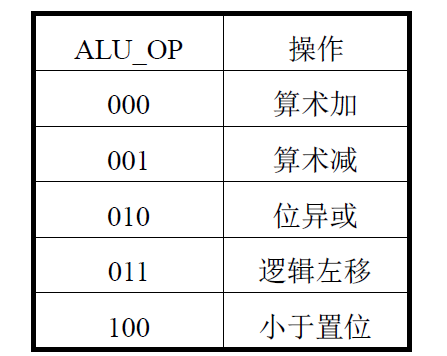 ALU_OP 操作
000 算术加
001 算术减
010 位异或
011 逻辑左移
100 小于置位